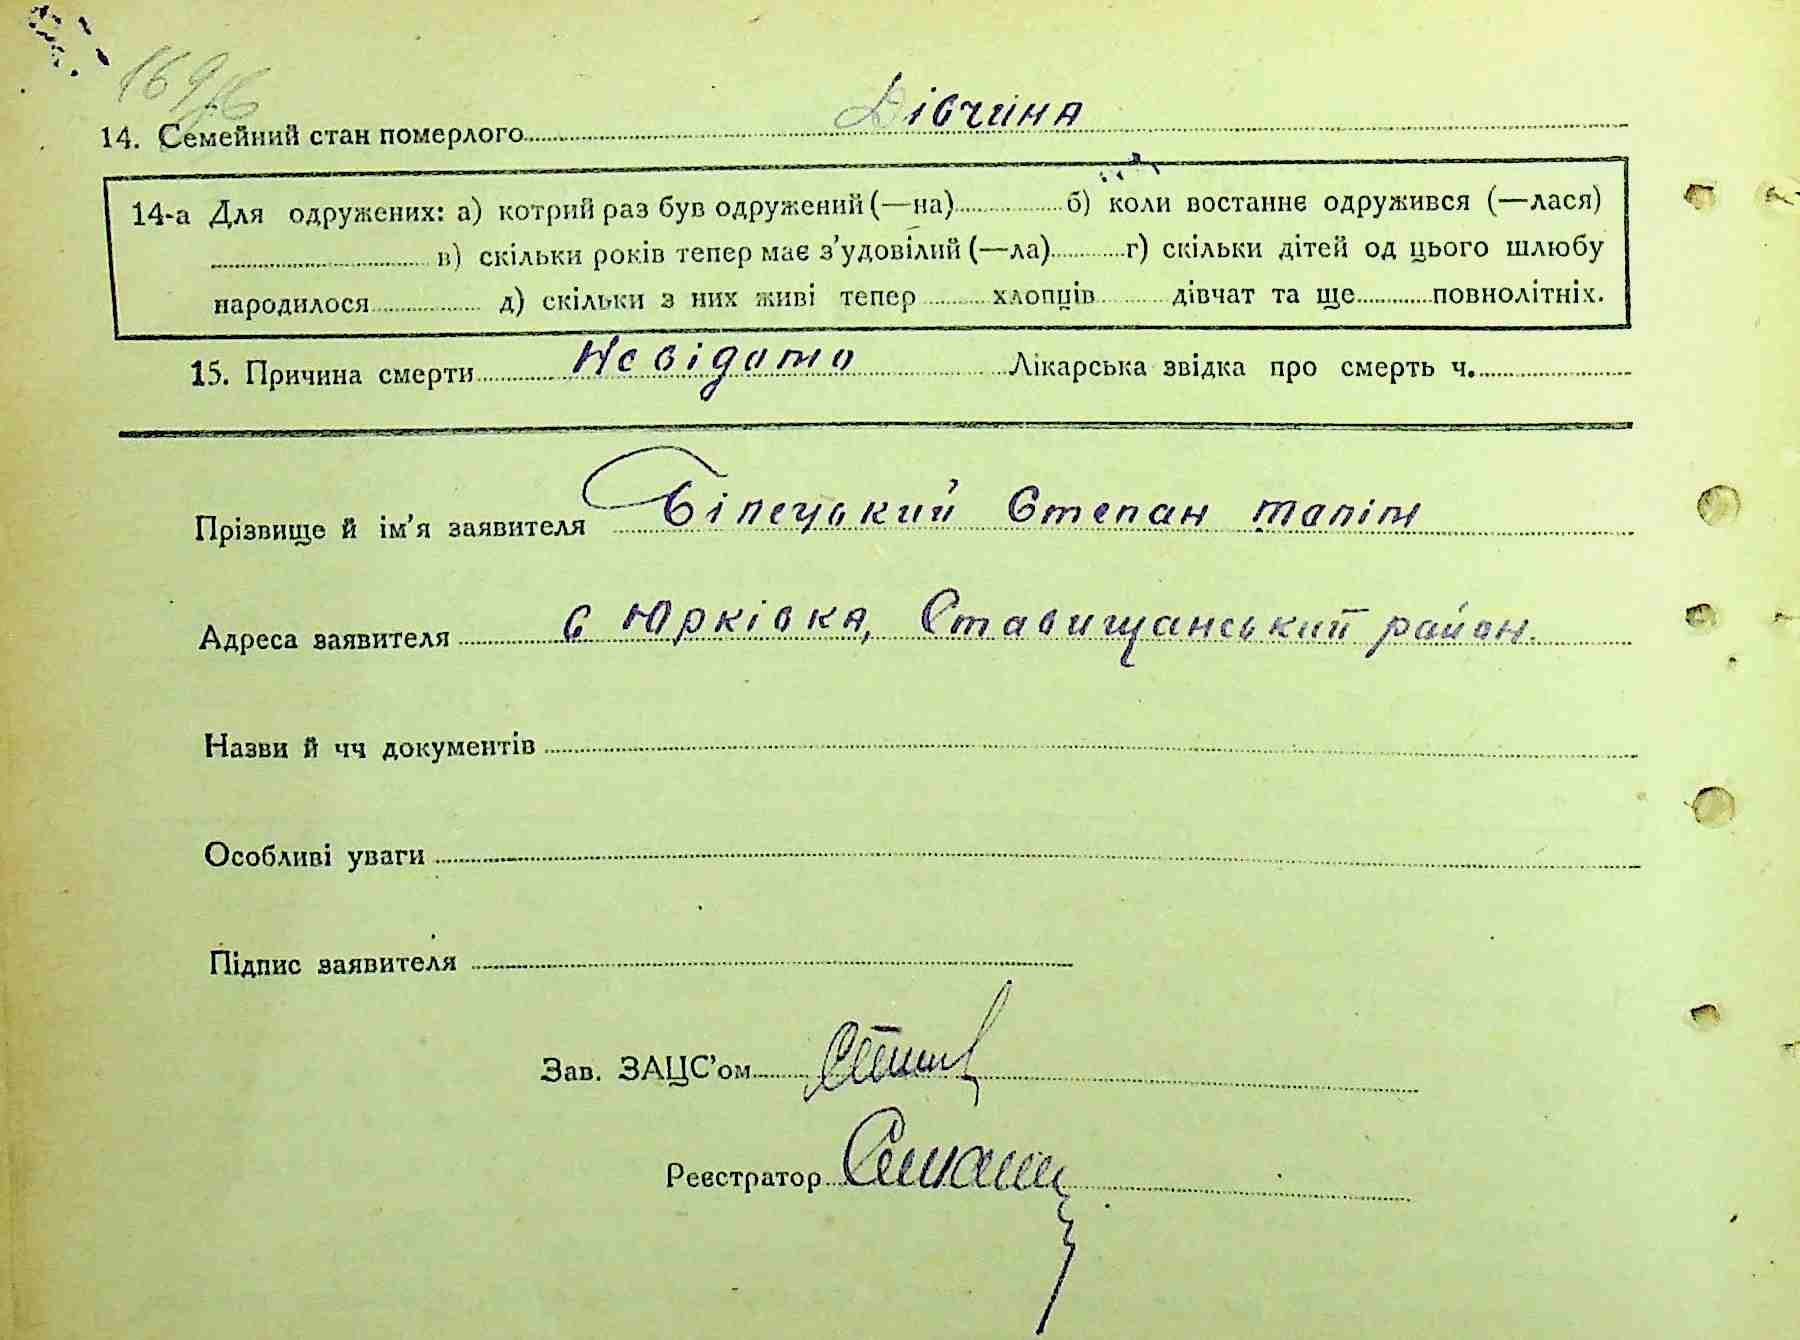 169/6
14. Семейний стан померлого Дівчина
14-а Для одружених: а) котрий раз був одружений (—на) б) коли востаннє одружився (—лася)
в) скільки років тепер має з'удовілий (—ла) г) скільки дітей од цього шлюбу
народилося д) скільки з них живі тепер хлопців дівчат та ще повнолітніх.
15. Причина смерти Невідомо Лікарська звідка про смерть ч.
Прізвище й ім'я заявителя Білецький Степан
Адреса заявителя с Юрківка, Ставищанський район.
Назви й чч документів
Особливі уваги
Підпис заявителя
Зав. ЗАЦС'ом
Реєстратор